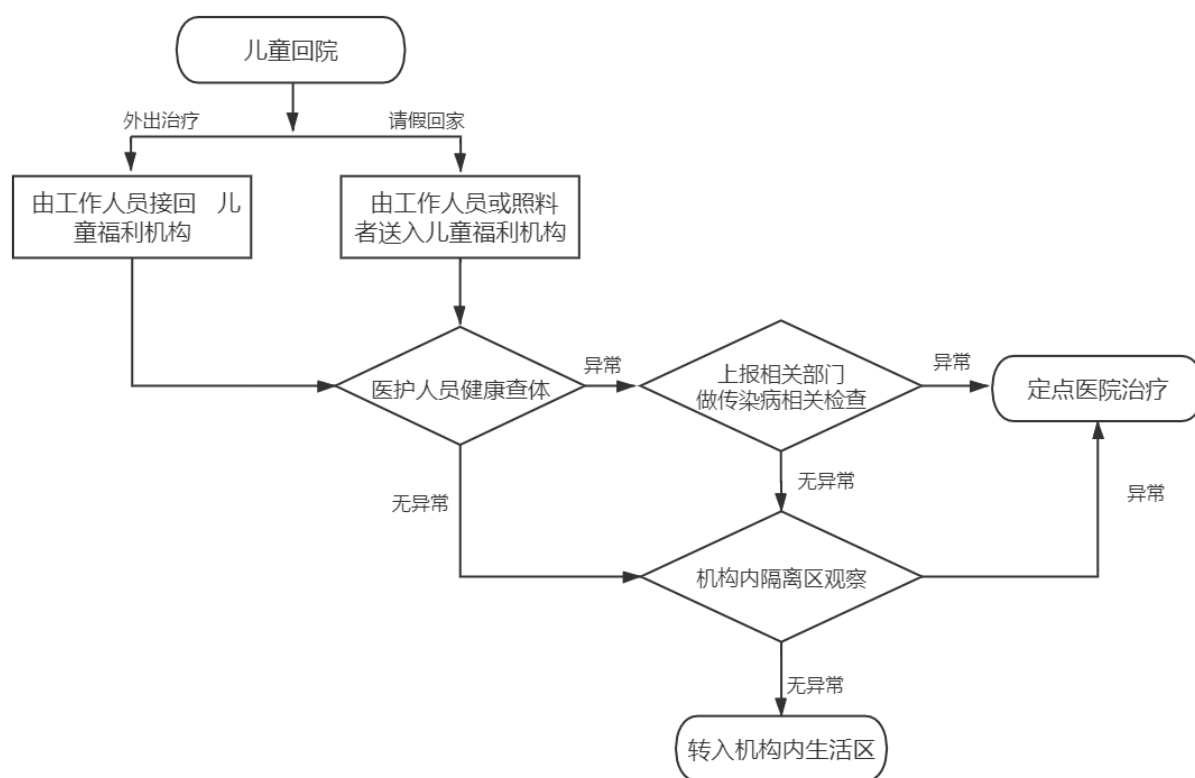 儿童回院
外出治疗
请假回家
由工作人员接回 儿
童福利机构
由工作人员或照料
者送入儿童福利机构
医护人员健康查体
异常
上报相关部门
做传染病相关检查
异常
定点医院治疗
无异常
无异常
异常
机构内隔离区观察
无异常
转入机构内生活区